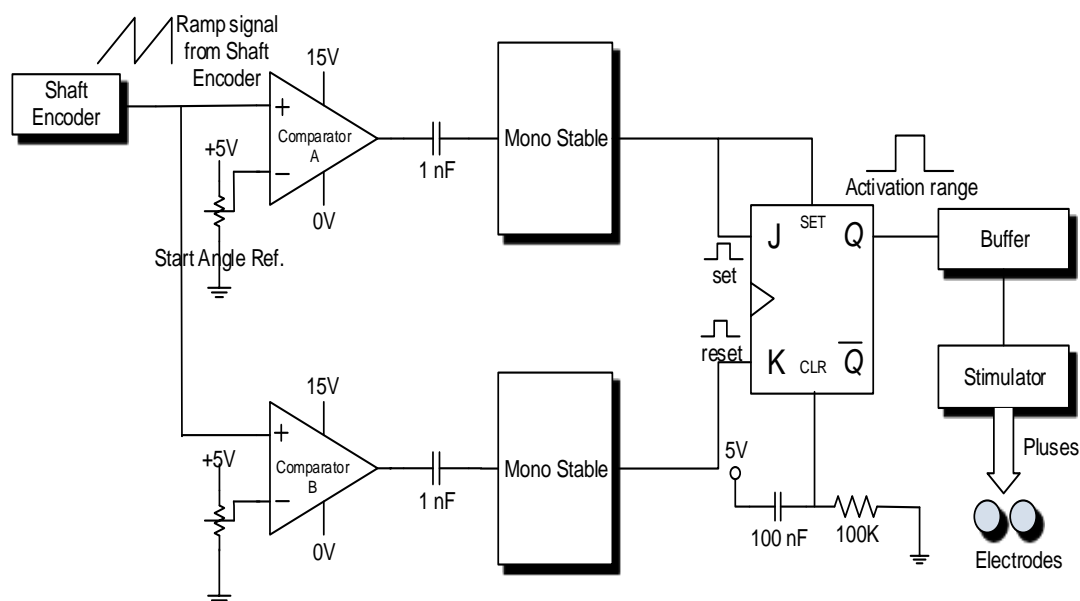 Ramp signal
from Shaft
Encoder
Shaft
Encoder
15V
+
Comparator
A
−
0V
+5V
Start Angle Ref.
1 nF
Mono Stable
Activation range
J
SET
Q
set
reset
K
CLR
Q̅
Buffer
Stimulator
Pluses
Electrodes
15V
+
Comparator
B
−
0V
+5V
1 nF
Mono Stable
5V
100 nF
100K